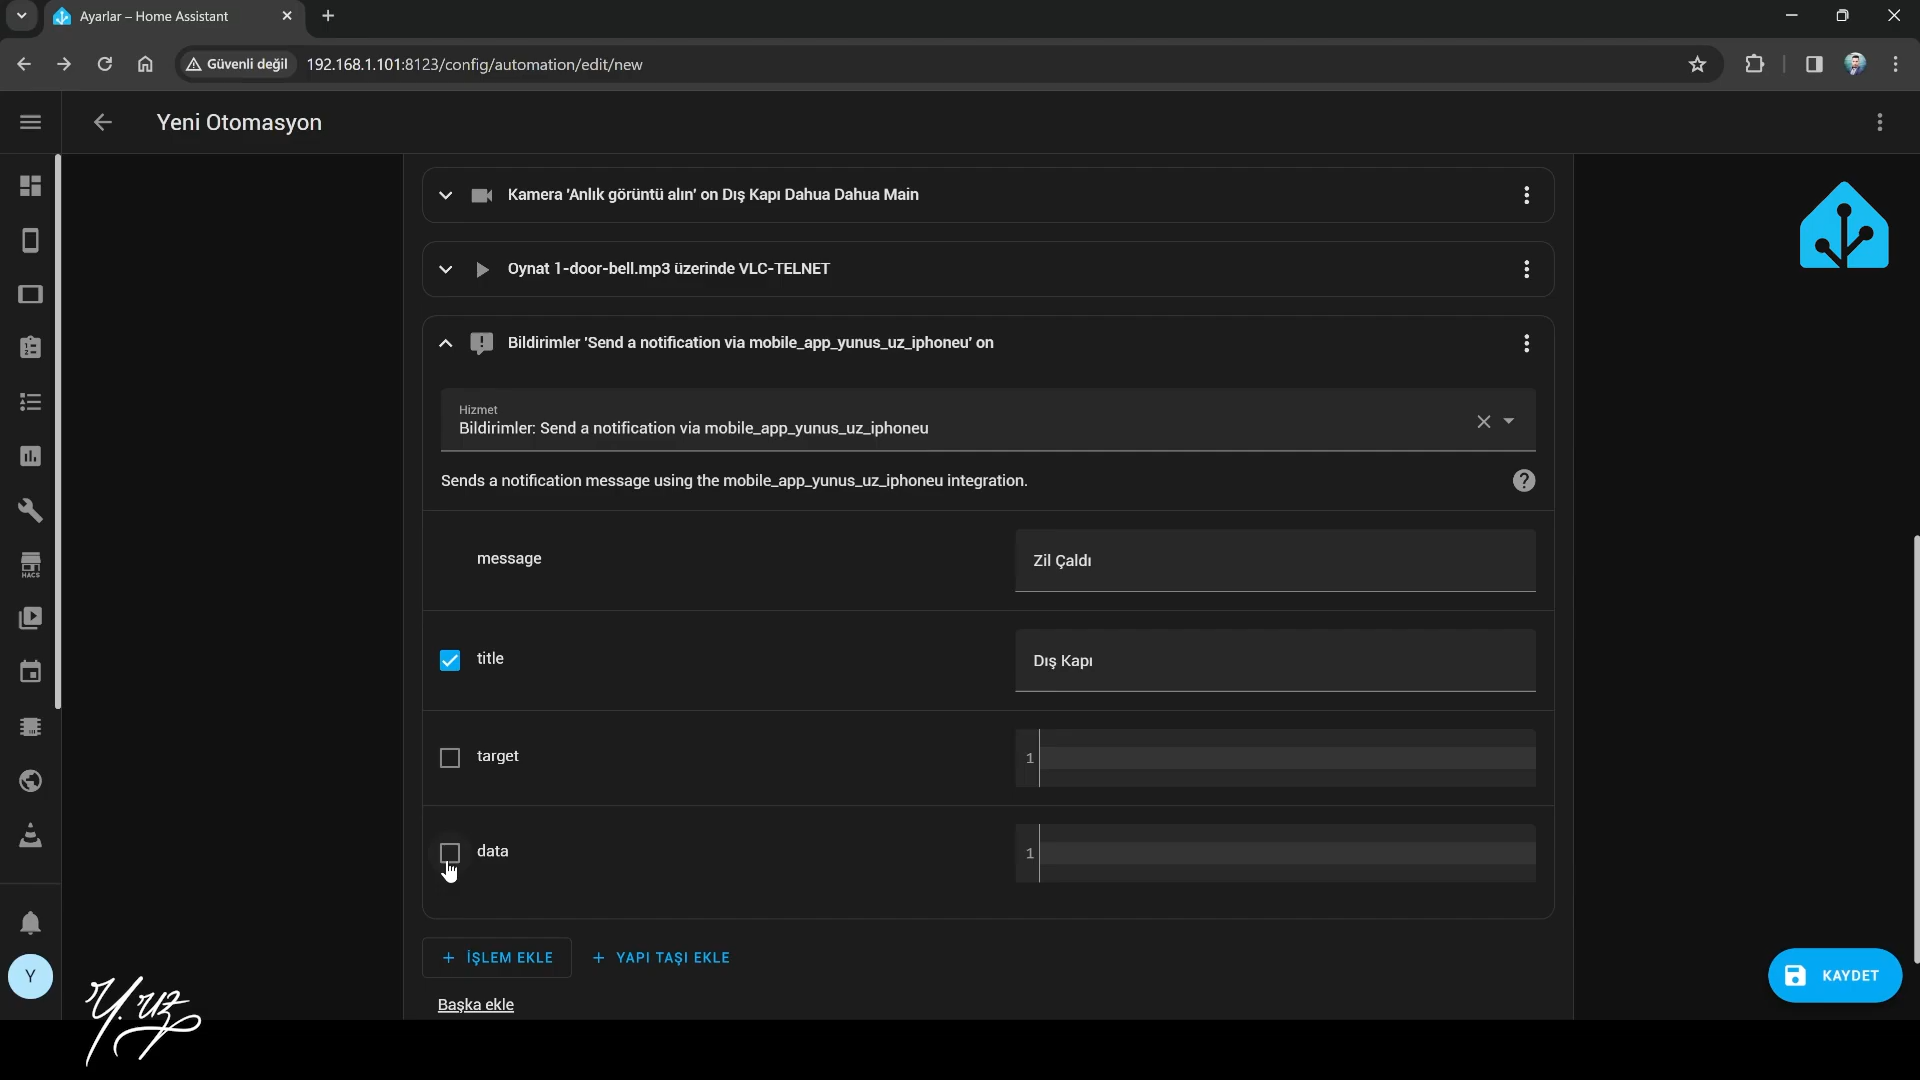 Ayarlar – Home Assistant
Güvenli değil
192.168.1.101:8123/config/automation/edit/new
Yeni Otomasyon
Kamera 'Anlık görüntü alın' on Dış Kapı Dahua Dahua Main
Oynat 1-door-bell.mp3 üzerinde VLC-TELNET
Bildirimler 'Send a notification via mobile_app_yunus_uz_iphoneu' on
Hizmet
Bildirimler: Send a notification via mobile_app_yunus_uz_iphoneu
Sends a notification message using the mobile_app_yunus_uz_iphoneu integration.
message
Zil Çaldı
HACS
title
Dış Kapı
target
1
data
1
+ İŞLEM EKLE
+ YAPI TAŞI EKLE
Y
KAYDET
Başka ekle
Y.uz